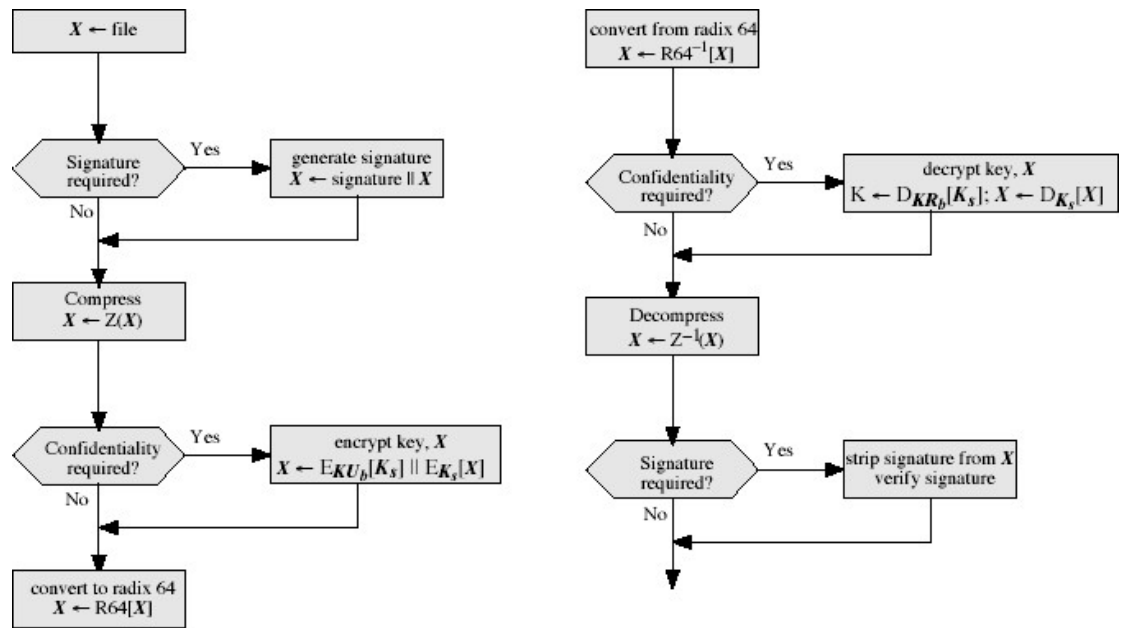 X ← file
Signature
required?
Yes
generate signature
X ← signature || X
No
Compress
X ← Z(X)
Confidentiality
required?
Yes
encrypt key, X
X ← E_KU_b[K_s] || E_K_s[X]
No
convert to radix 64
X ← R64[X]
convert from radix 64
X ← R64⁻¹[X]
Confidentiality
required?
Yes
decrypt key, X
K ← D_KR_b[K_s]; X ← D_K_s[X]
No
Decompress
X ← Z⁻¹(X)
Signature
required?
Yes
strip signature from X
verify signature
No